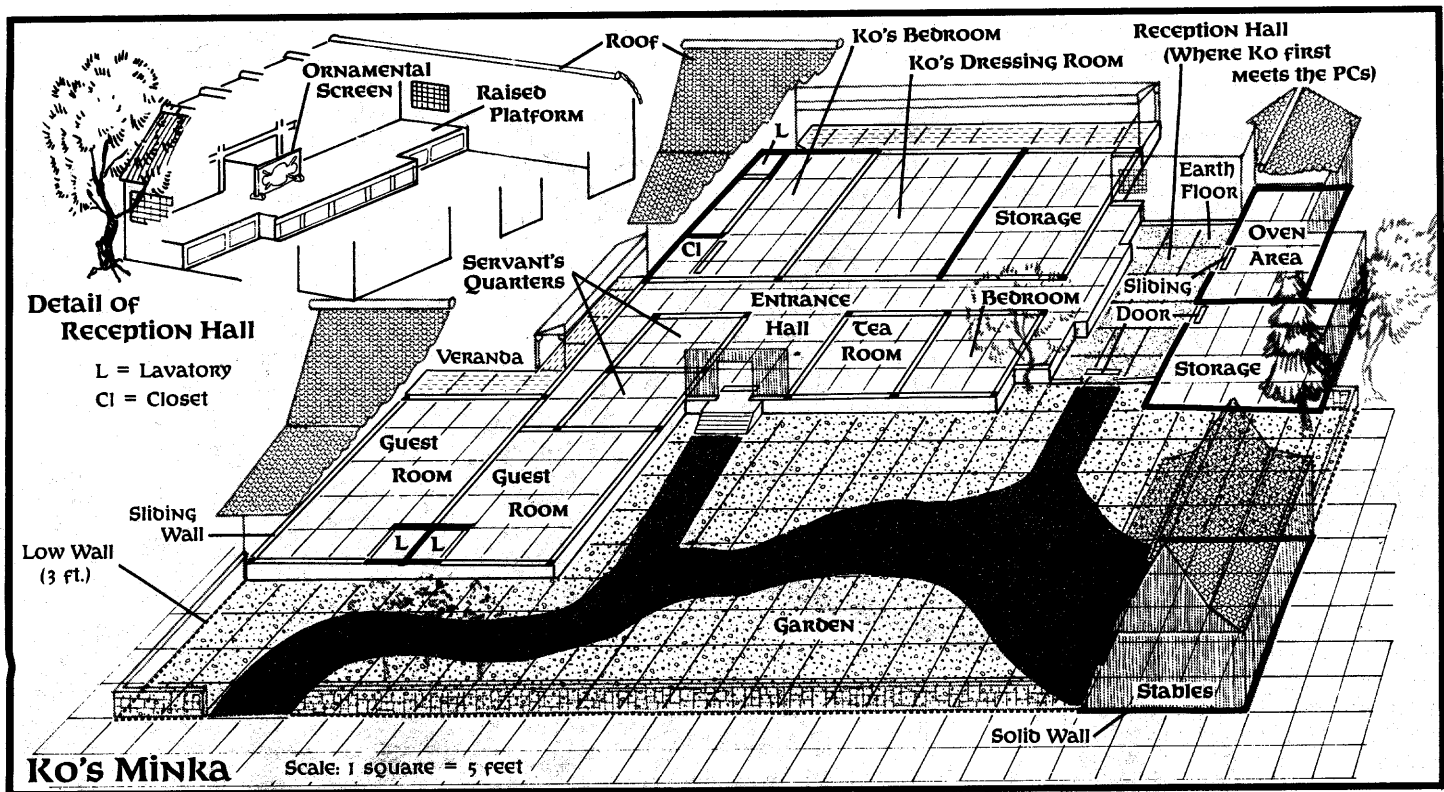 Roof
Ornamental
Screen
Raised
Platform
Detail of
Reception Hall
L = Lavatory
Cl = Closet
Ko's Bedroom
Ko's Dressing Room
Reception Hall
(Where Ko first
meets the PCs)
L
Cl
Storage
Earth
Floor
Oven
Area
Sliding
Door
Storage
Servant's
Quarters
Entrance
Hall
Bedroom
Tea
Room
Veranda
Guest
Room
Guest
Room
L
L
Sliding
Wall
Low Wall
(3 ft.)
Garden
Stables
Solid Wall
Ko's Minka
Scale: 1 square = 5 feet